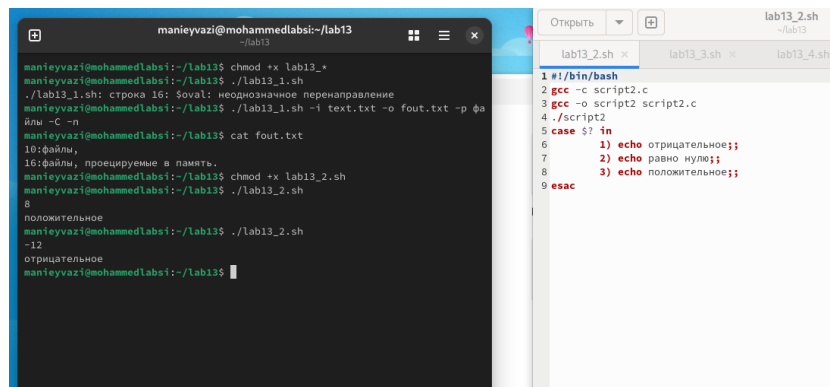 manieyvazi@mohammedlabsi:~/lab13
~/lab13
manieyvazi@mohammedlabsi:~/lab13$ chmod +x lab13_*
manieyvazi@mohammedlabsi:~/lab13$ ./lab13_1.sh
./lab13_1.sh: строка 16: $oval: неоднозначное перенаправление
manieyvazi@mohammedlabsi:~/lab13$ ./lab13_1.sh -i text.txt -o fout.txt -p фа
йлы -C -n
manieyvazi@mohammedlabsi:~/lab13$ cat fout.txt
10:файлы,
16:файлы, проецируемые в память.
manieyvazi@mohammedlabsi:~/lab13$ chmod +x lab13_2.sh
manieyvazi@mohammedlabsi:~/lab13$ ./lab13_2.sh
8
положительное
manieyvazi@mohammedlabsi:~/lab13$ ./lab13_2.sh
-12
отрицательное
manieyvazi@mohammedlabsi:~/lab13$
Открыть
lab13_2.sh
~/lab13
lab13_2.sh × lab13_3.sh × lab13_4.sh
1 #!/bin/bash
2 gcc -c script2.c
3 gcc -o script2 script2.c
4 ./script2
5 case $? in
6 1) echo отрицательное;;
7 2) echo равно нулю;;
8 3) echo положительное;;
9 esac